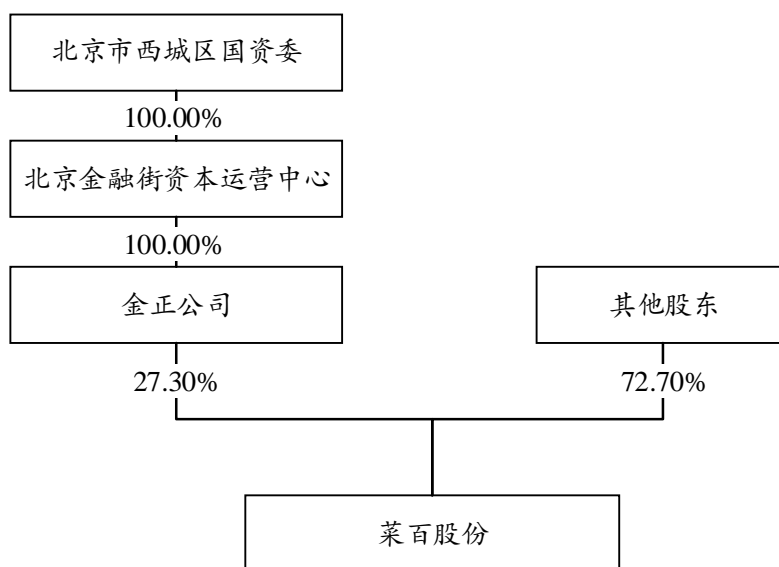 北京市西城区国资委
100.00%
北京金融街资本运营中心
100.00%
金正公司
其他股东
27.30%
72.70%
菜百股份